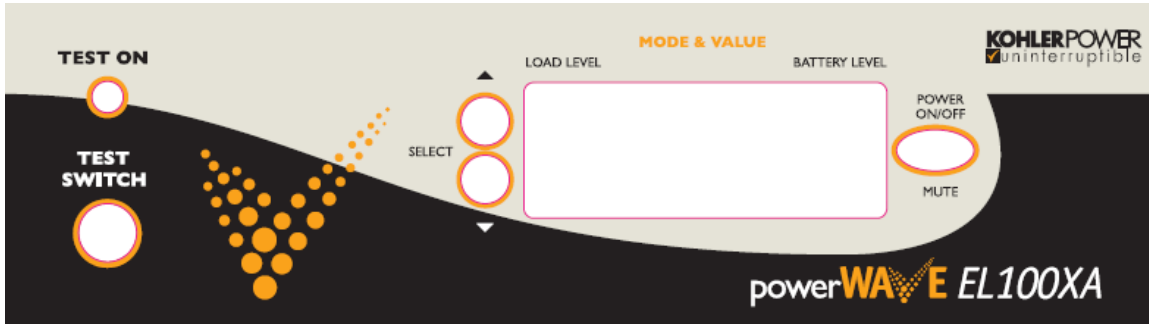 TEST ON
TEST
SWITCH
SELECT
MODE & VALUE
LOAD LEVEL
BATTERY LEVEL
POWER
ON/OFF
MUTE
KOHLERPOWER
uninterruptible
powerWAVE EL100XA